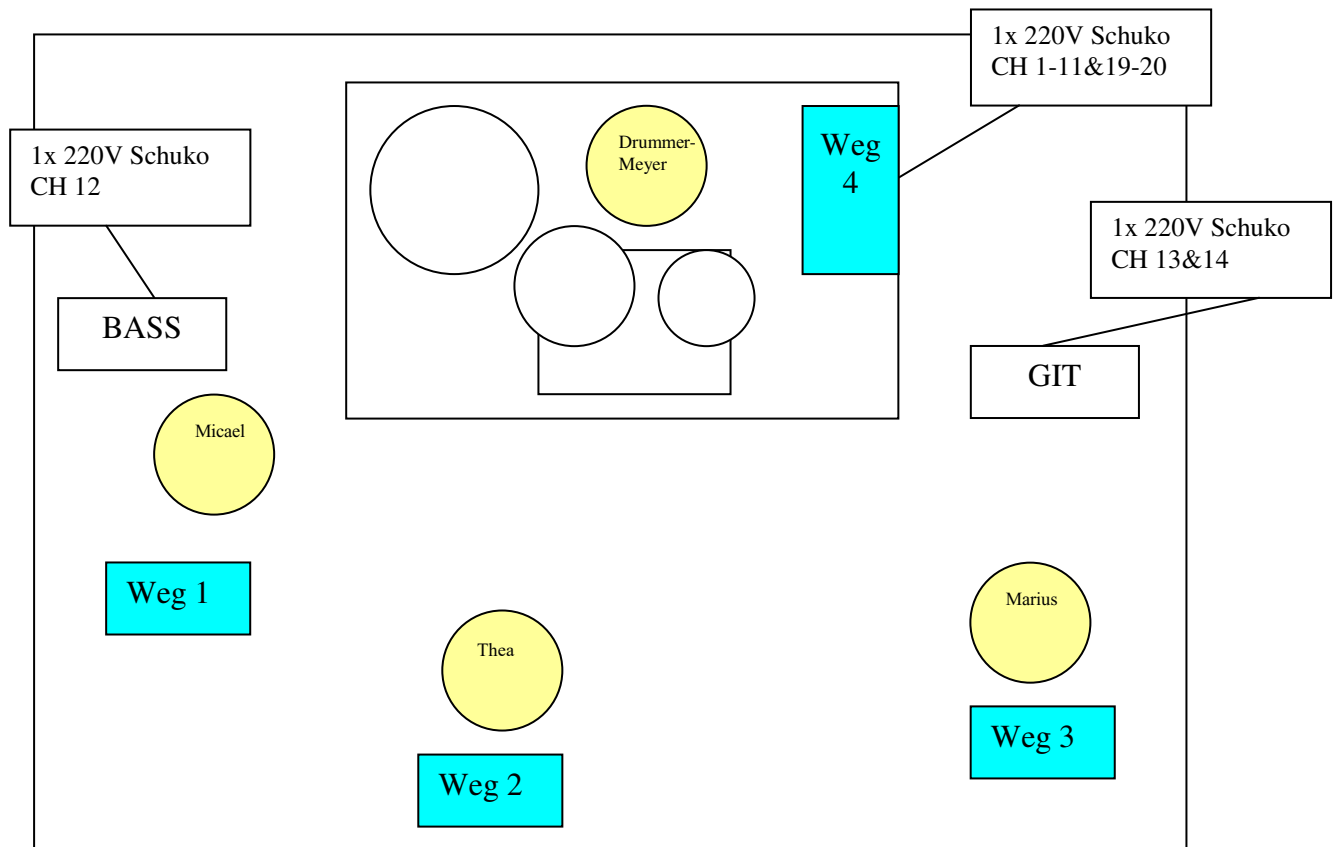 1x 220V Schuko
CH 1-11&19-20
1x 220V Schuko
CH 12
Drummer-
Meyer
Weg
4
1x 220V Schuko
CH 13&14
BASS
GIT
Micael
Weg 1
Marius
Thea
Weg 3
Weg 2